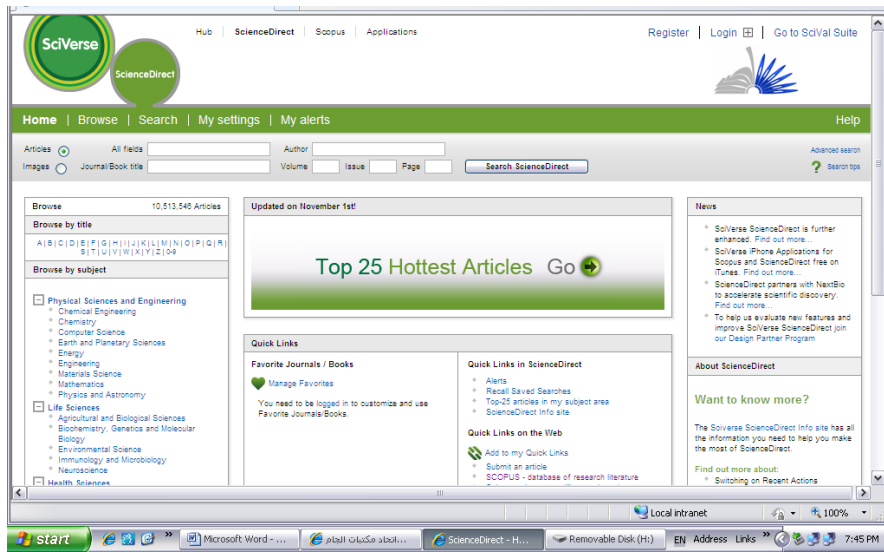 SciVerse
ScienceDirect
Hub | ScienceDirect | Scopus | Applications
Register | Login | Go to SciVal Suite
Home | Browse | Search | My settings | My alerts
Help
Articles All fields Author
Advanced search
Images Journal/Book title Volume Issue Page Search ScienceDirect
? Search tips
Browse 10,513,546 Articles
Browse by title
A | B | C | D | E | F | G | H | I | J | K | L | M | N | O | P | Q | R |
S | T | U | V | W | X | Y | Z | 0-9
Browse by subject
Physical Sciences and Engineering
Chemical Engineering
Chemistry
Computer Science
Earth and Planetary Sciences
Energy
Engineering
Materials Science
Mathematics
Physics and Astronomy
Life Sciences
Agricultural and Biological Sciences
Biochemistry, Genetics and Molecular
Biology
Environmental Science
Immunology and Microbiology
Neuroscience
Health Sciences
Updated on November 1st!
Top 25 Hottest Articles Go
Quick Links
Favorite Journals / Books
Manage Favorites
You need to be logged in to customize and use
Favorite Journals/Books.
Quick Links in ScienceDirect
Alerts
Recall Saved Searches
Top-25 articles in my subject area
ScienceDirect Info site
Quick Links on the Web
Add to my Quick Links
Submit an article
SCOPUS - database of research literature
News
SciVerse ScienceDirect is further
enhanced. Find out more...
SciVerse iPhone Applications for
Scopus and ScienceDirect free on
iTunes. Find out more...
ScienceDirect partners with NextBio
to accelerate scientific discovery.
Find out more...
To help us evaluate new features and
improve SciVerse ScienceDirect join
our Design Partner Program
About ScienceDirect
Want to know more?
The Sciverse ScienceDirect Info site has all
the information you need to help you make
the most of ScienceDirect.
Find out more about:
Switching on Recent Actions
Local intranet 100%
start Microsoft Word - ... اتحاد مكتبات الجام... ScienceDirect - H... Removable Disk (H:) EN Address Links 7:45 PM